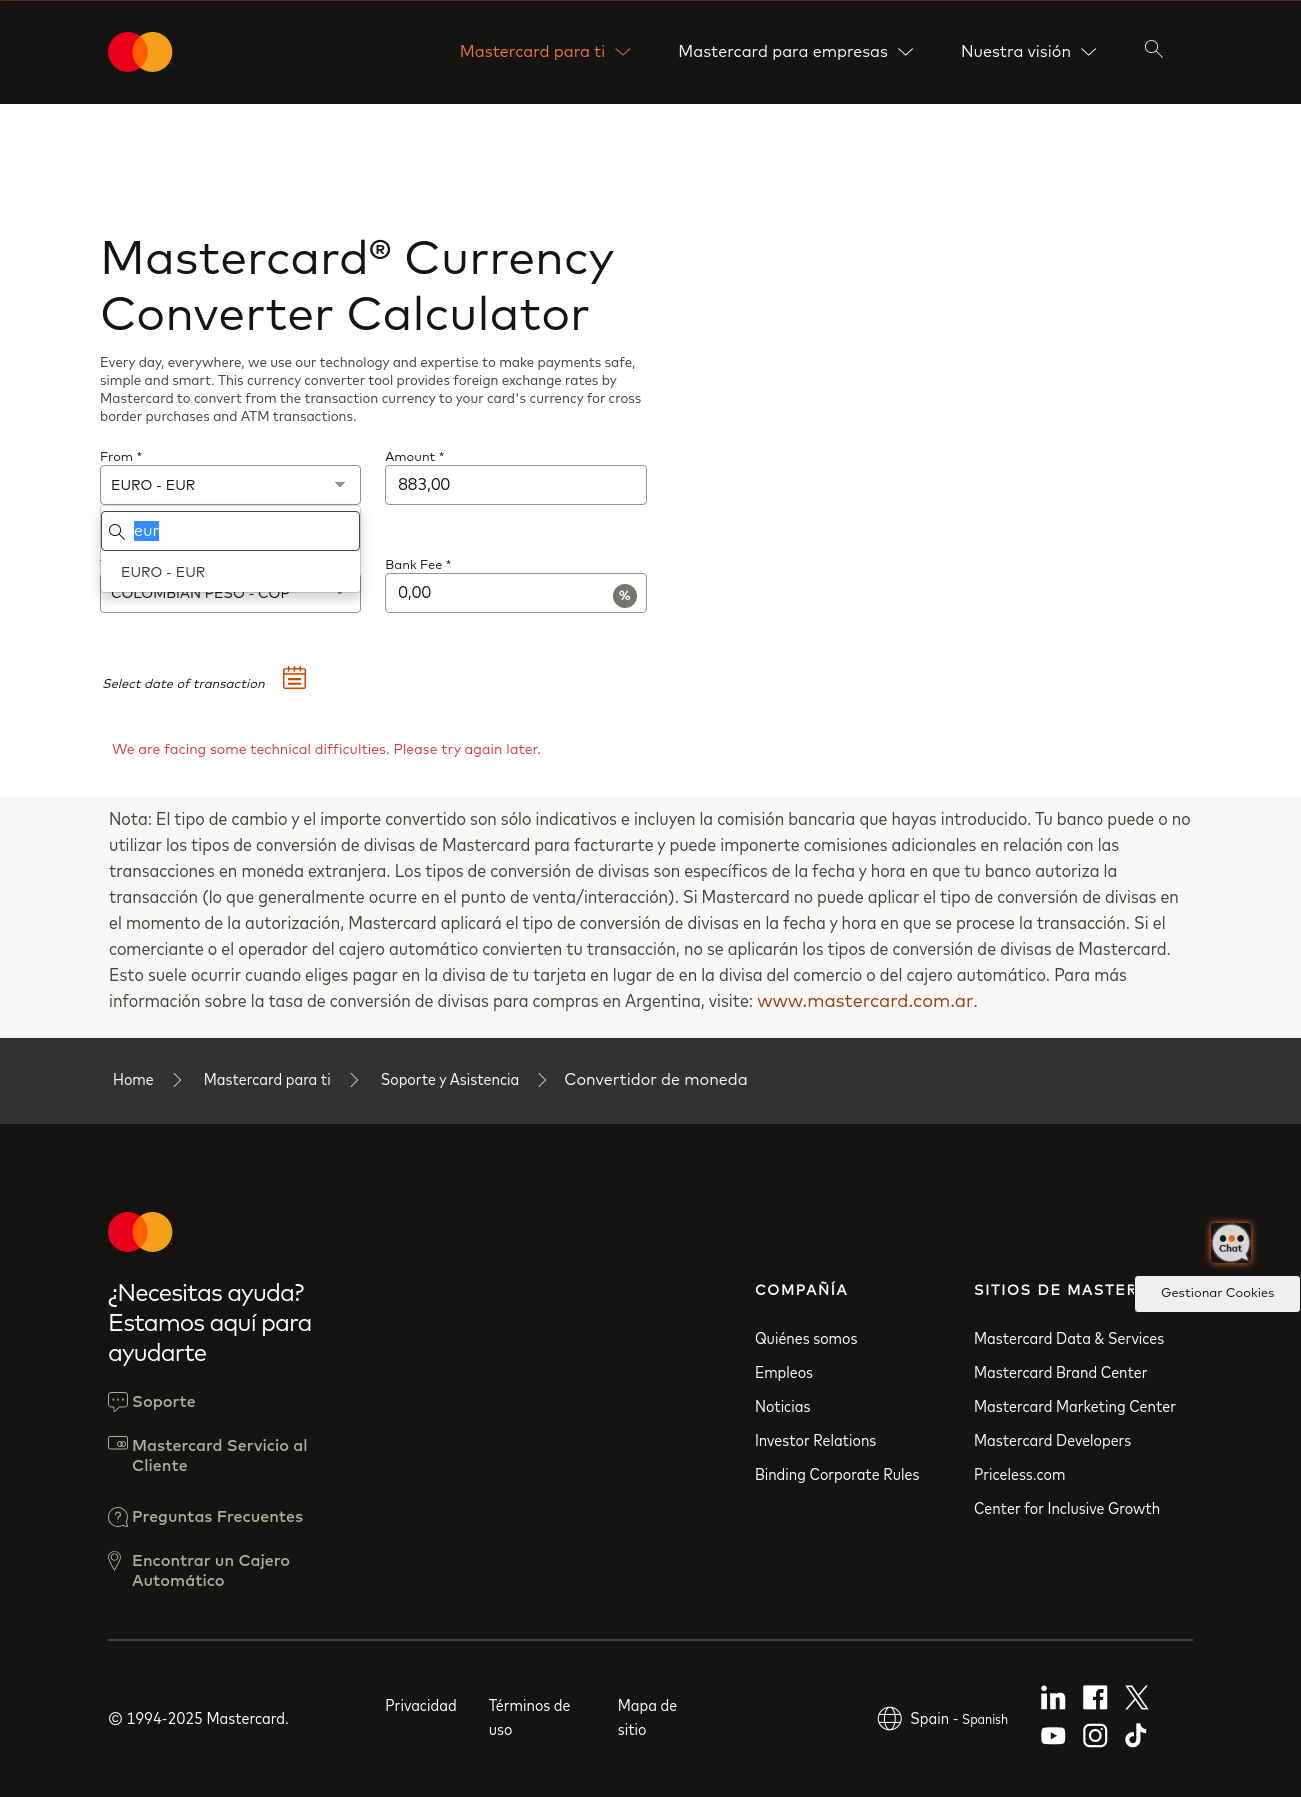 Mastercard para ti
Mastercard para empresas
Nuestra visión
Mastercard® Currency
Converter Calculator
Every day, everywhere, we use our technology and expertise to make payments safe,
simple and smart. This currency converter tool provides foreign exchange rates by
Mastercard to convert from the transaction currency to your card's currency for cross
border purchases and ATM transactions.
From *
EURO - EUR
Amount *
883,00
eur
EURO - EUR
COLOMBIAN PESO - COP
Bank Fee *
0,00
%
Select date of transaction
We are facing some technical difficulties. Please try again later.
Nota: El tipo de cambio y el importe convertido son sólo indicativos e incluyen la comisión bancaria que hayas introducido. Tu banco puede o no
utilizar los tipos de conversión de divisas de Mastercard para facturarte y puede imponerte comisiones adicionales en relación con las
transacciones en moneda extranjera. Los tipos de conversión de divisas son específicos de la fecha y hora en que tu banco autoriza la
transacción (lo que generalmente ocurre en el punto de venta/interacción). Si Mastercard no puede aplicar el tipo de conversión de divisas en
el momento de la autorización, Mastercard aplicará el tipo de conversión de divisas en la fecha y hora en que se procese la transacción. Si el
comerciante o el operador del cajero automático convierten tu transacción, no se aplicarán los tipos de conversión de divisas de Mastercard.
Esto suele ocurrir cuando eliges pagar en la divisa de tu tarjeta en lugar de en la divisa del comercio o del cajero automático. Para más
información sobre la tasa de conversión de divisas para compras en Argentina, visite: www.mastercard.com.ar.
Home
Mastercard para ti
Soporte y Asistencia
Convertidor de moneda
Chat
Gestionar Cookies
¿Necesitas ayuda?
Estamos aquí para
ayudarte
Soporte
Mastercard Servicio al
Cliente
Preguntas Frecuentes
Encontrar un Cajero
Automático
COMPAÑÍA
Quiénes somos
Empleos
Noticias
Investor Relations
Binding Corporate Rules
SITIOS DE MASTER
Mastercard Data & Services
Mastercard Brand Center
Mastercard Marketing Center
Mastercard Developers
Priceless.com
Center for Inclusive Growth
© 1994-2025 Mastercard.
Privacidad
Términos de
uso
Mapa de
sitio
Spain - Spanish